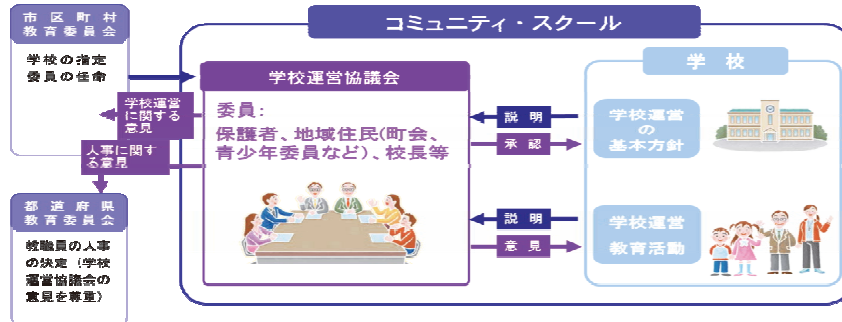 市区町村
教育委員会
学校の指定
委員の任命
コミュニティ・スクール
学校運営協議会
委員:
保護者、地域住民(町会、
青少年委員など)、校長等
学校運営
に関する
意見
人事に関す
る意見
都道府県
教育委員会
教職員の人事
の決定(学校
運営協議会の
意見を尊重)
学校
説明
承認
学校運営
の
基本方針
説明
意見
学校運営
教育活動